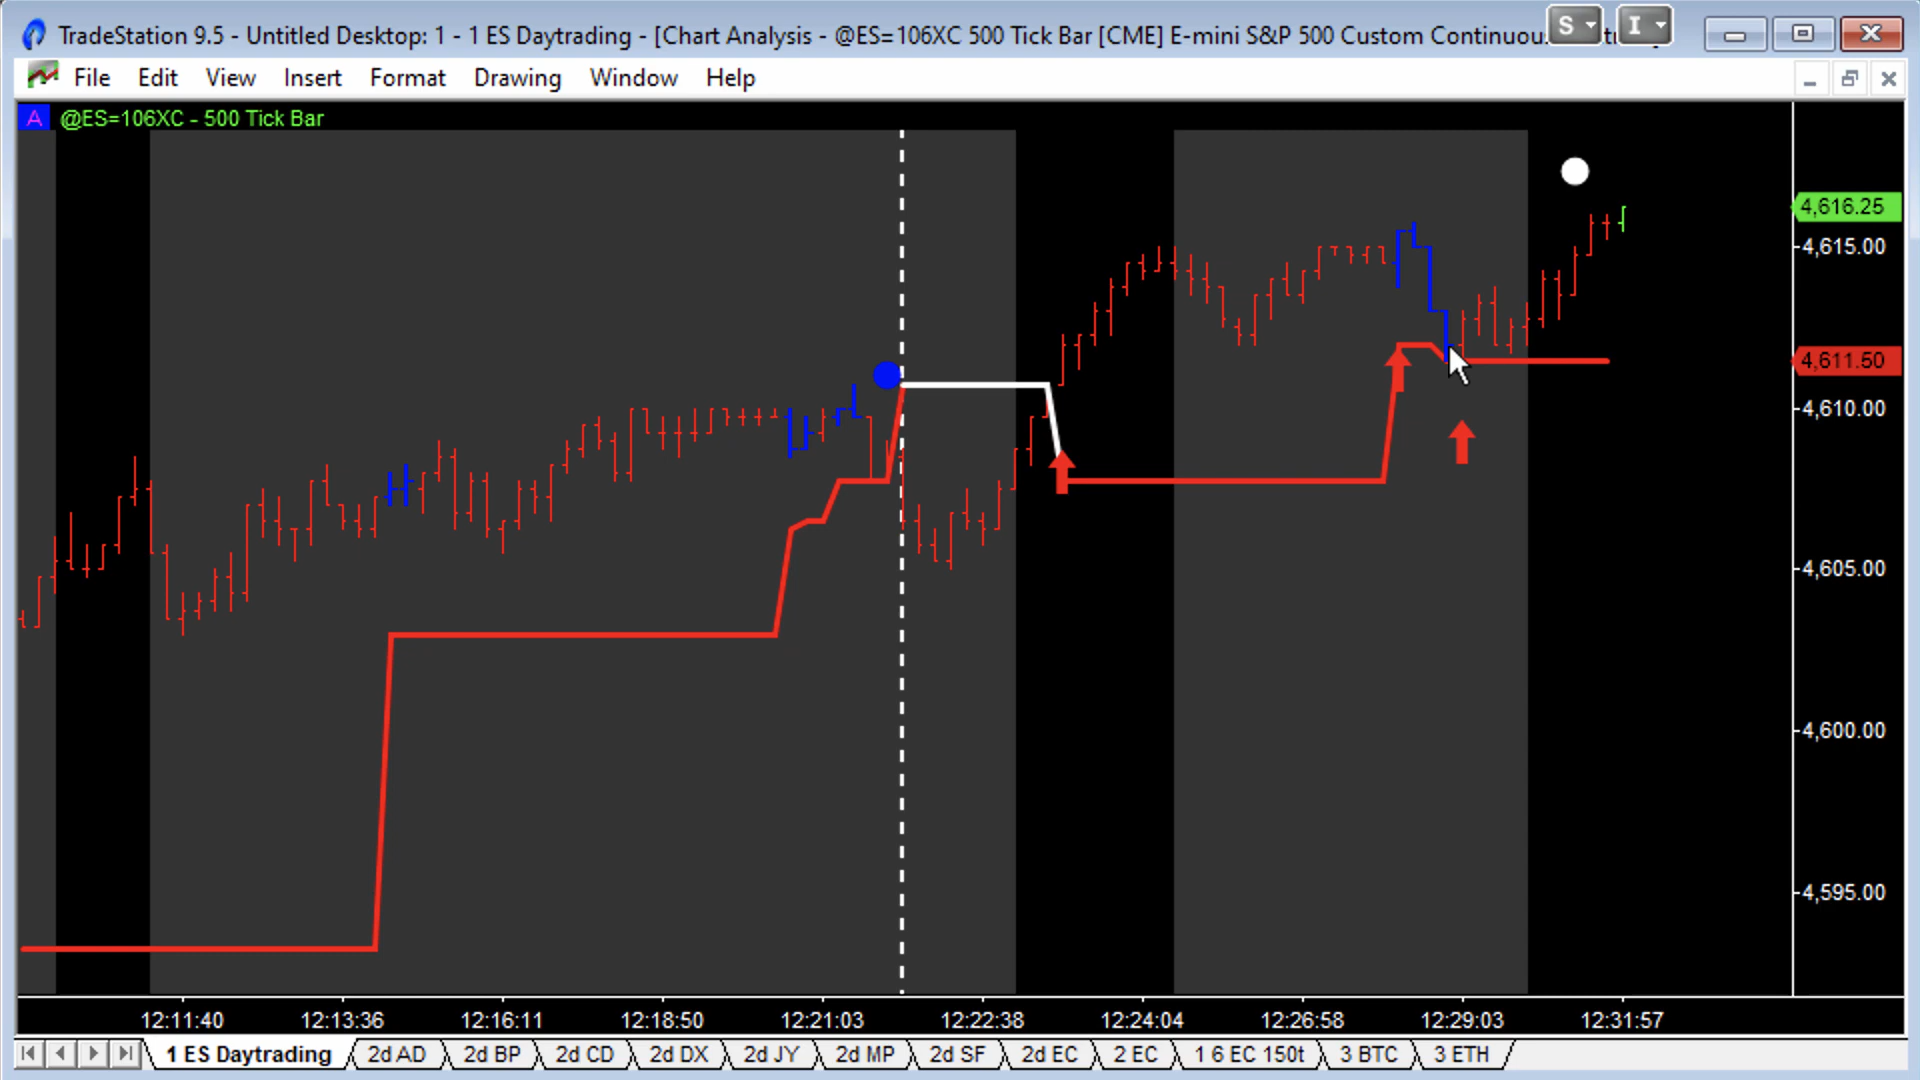 TradeStation 9.5 - Untitled Desktop: 1 - 1 ES Daytrading - [Chart Analysis - @ES=106XC 500 Tick Bar [CME] E-mini S&P 500 Custom Continuou
S I
File Edit View Insert Format Drawing Window Help
A @ES=106XC - 500 Tick Bar
4,616.25
4,615.00
4,611.50
4,610.00
4,605.00
4,600.00
4,595.00
12:11:40 12:13:36 12:16:11 12:18:50 12:21:03 12:22:38 12:24:04 12:26:58 12:29:03 12:31:57
1 ES Daytrading 2d AD 2d BP 2d CD 2d DX 2d JY 2d MP 2d SF 2d EC 2 EC 1 6 EC 150t 3 BTC 3 ETH